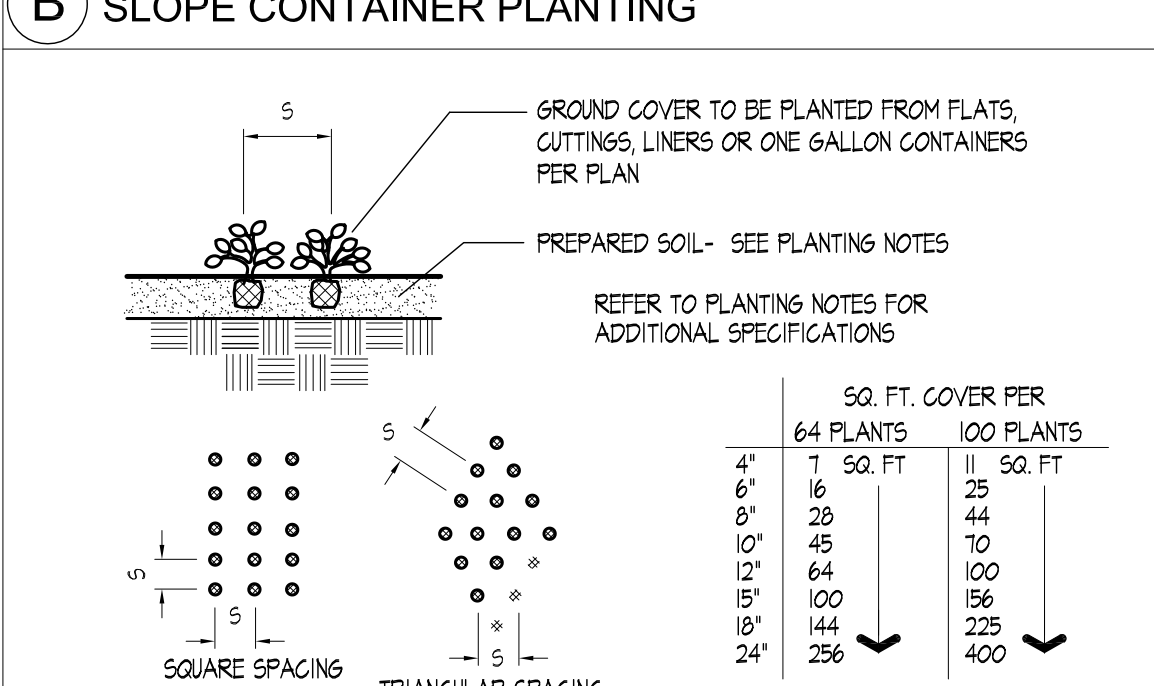 B SLOPE CONTAINER PLANTING
S
GROUND COVER TO BE PLANTED FROM FLATS,
CUTTINGS, LINERS OR ONE GALLON CONTAINERS
PER PLAN
PREPARED SOIL- SEE PLANTING NOTES
REFER TO PLANTING NOTES FOR
ADDITIONAL SPECIFICATIONS
S
S
S
SQUARE SPACING
S
TRIANGULAR SPACING
SQ. FT. COVER PER
64 PLANTS 100 PLANTS
4" 7 SQ. FT 11 SQ. FT
6" 16 25
8" 28 44
10" 45 70
12" 64 100
15" 100 156
18" 144 225
24" 256 400